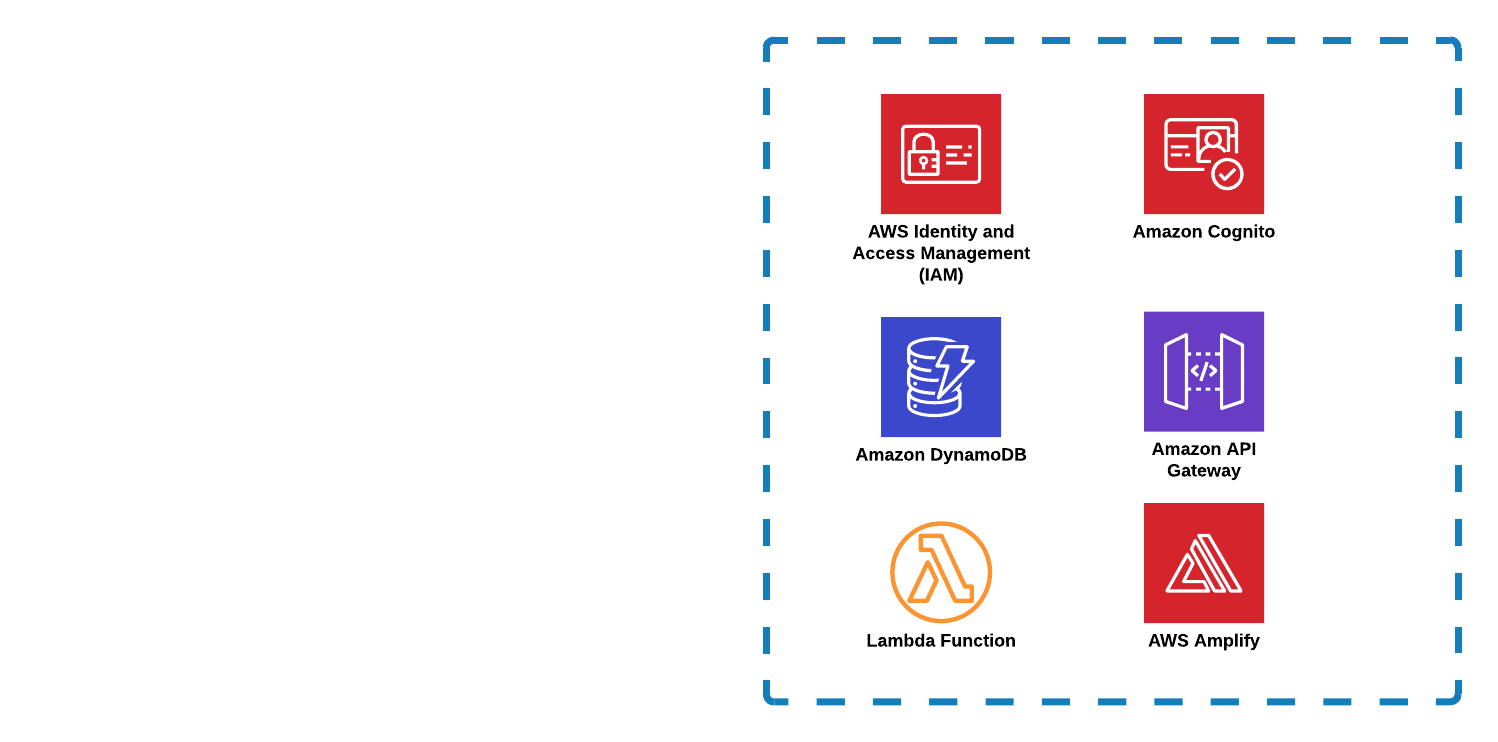 AWS Identity and
Access Management
(IAM)
Amazon Cognito
Amazon DynamoDB
Amazon API
Gateway
Lambda Function
AWS Amplify